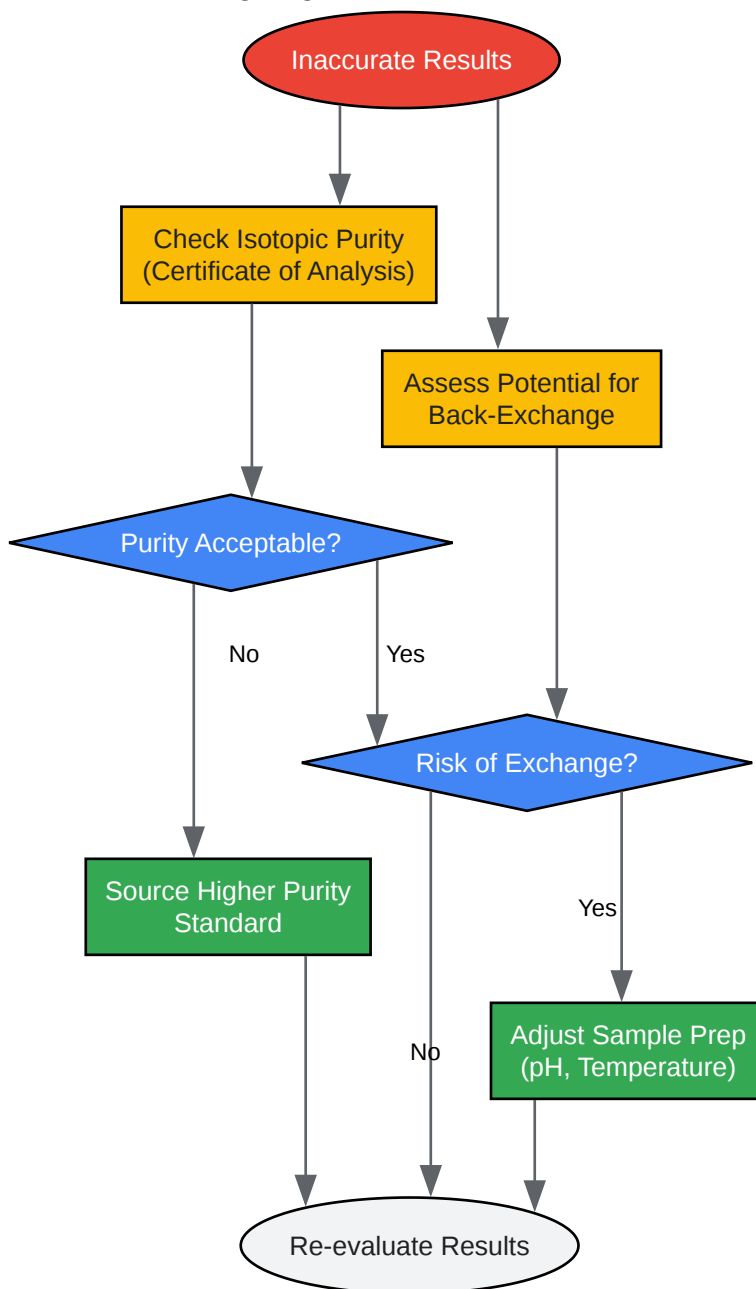 Inaccurate Results
Check Isotopic Purity
(Certificate of Analysis)
Assess Potential for
Back-Exchange
Purity Acceptable?
No
Yes
Risk of Exchange?
Source Higher Purity
Standard
Yes
No
Adjust Sample Prep
(pH, Temperature)
Re-evaluate Results